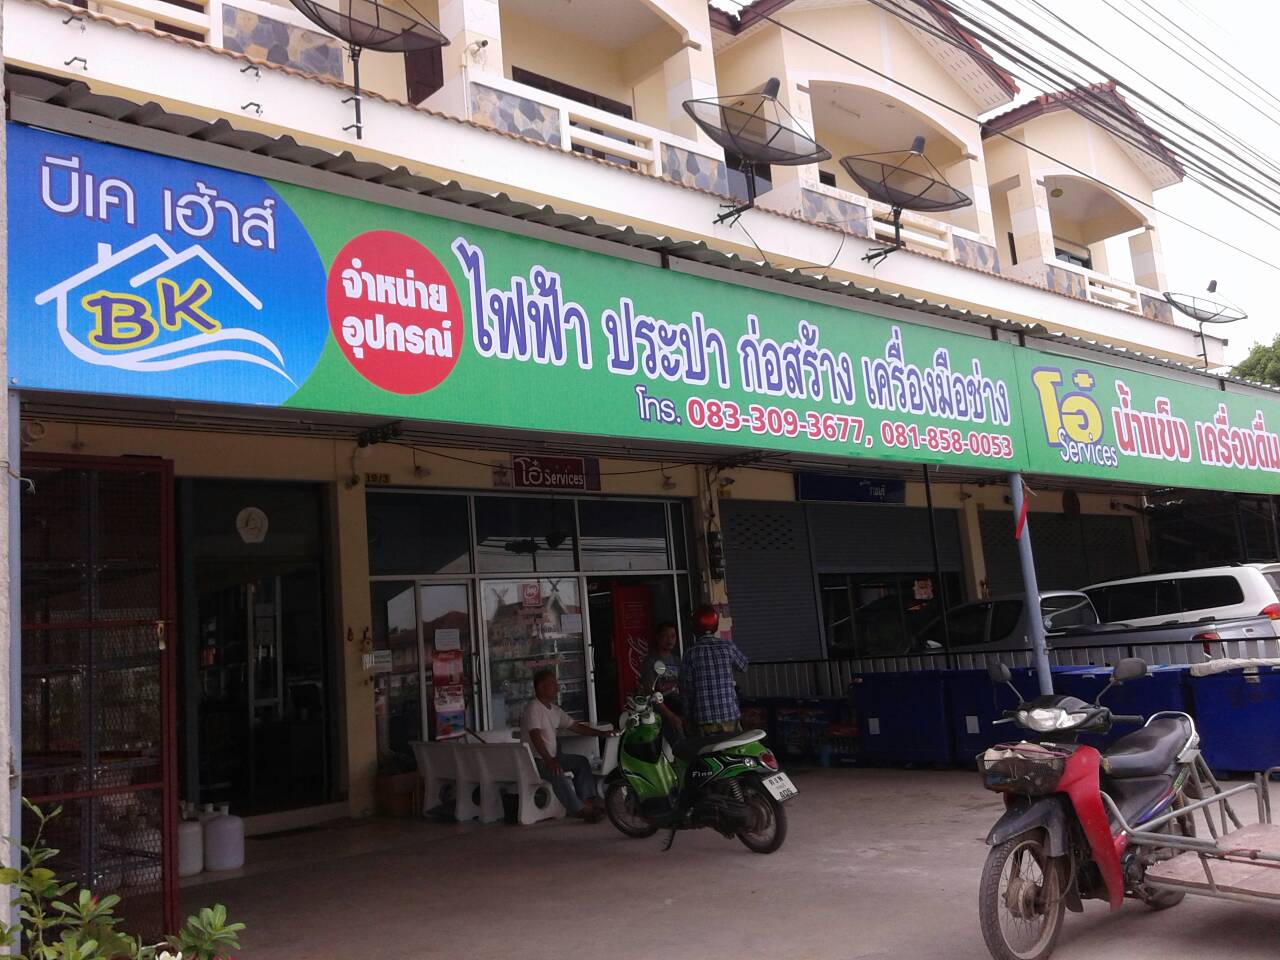 บีเค เฮ้าส์
BK
จำหน่าย
อุปกรณ์
ไฟฟ้า ประปา ก่อสร้าง เครื่องมือช่าง
โทร. 083-309-3677, 081-858-0053
โอ๋
Services
น้ำแข็ง เครื่องดื่ม
โอ๋ Services
19/3
Fino